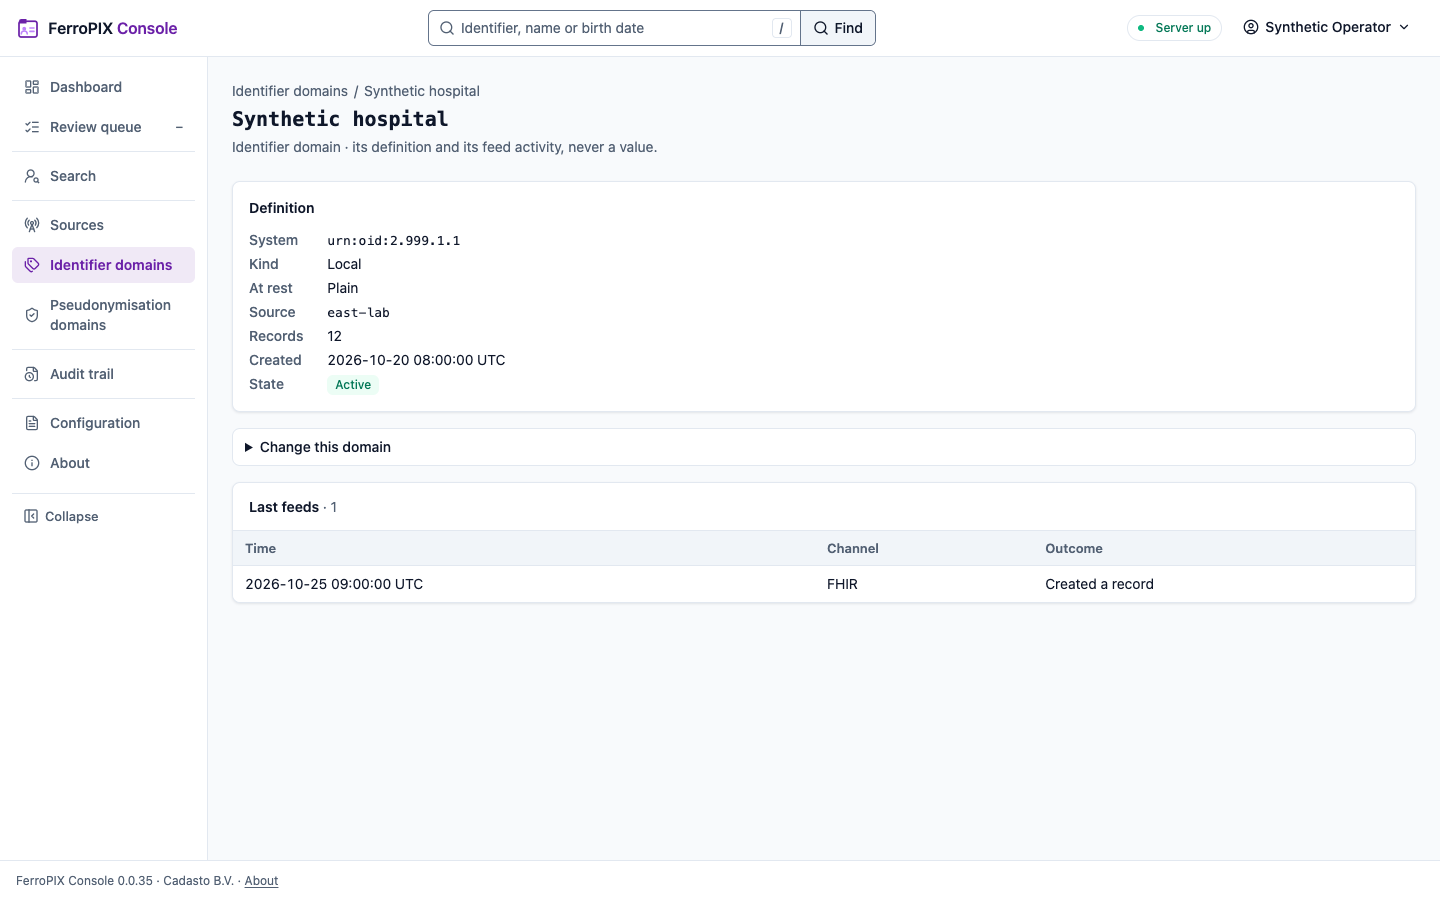 FerroPIX Console
Identifier, name or birth date
/
Find
Server up
Synthetic Operator
Dashboard
Review queue –
Search
Sources
Identifier domains
Pseudonymisation
domains
Audit trail
Configuration
About
Collapse
Identifier domains / Synthetic hospital
Synthetic hospital
Identifier domain · its definition and its feed activity, never a value.
Definition
System urn:oid:2.999.1.1
Kind Local
At rest Plain
Source east-lab
Records 12
Created 2026-10-20 08:00:00 UTC
State Active
Change this domain
Last feeds · 1
Time Channel Outcome
2026-10-25 09:00:00 UTC FHIR Created a record
FerroPIX Console 0.0.35 · Cadasto B.V. · About